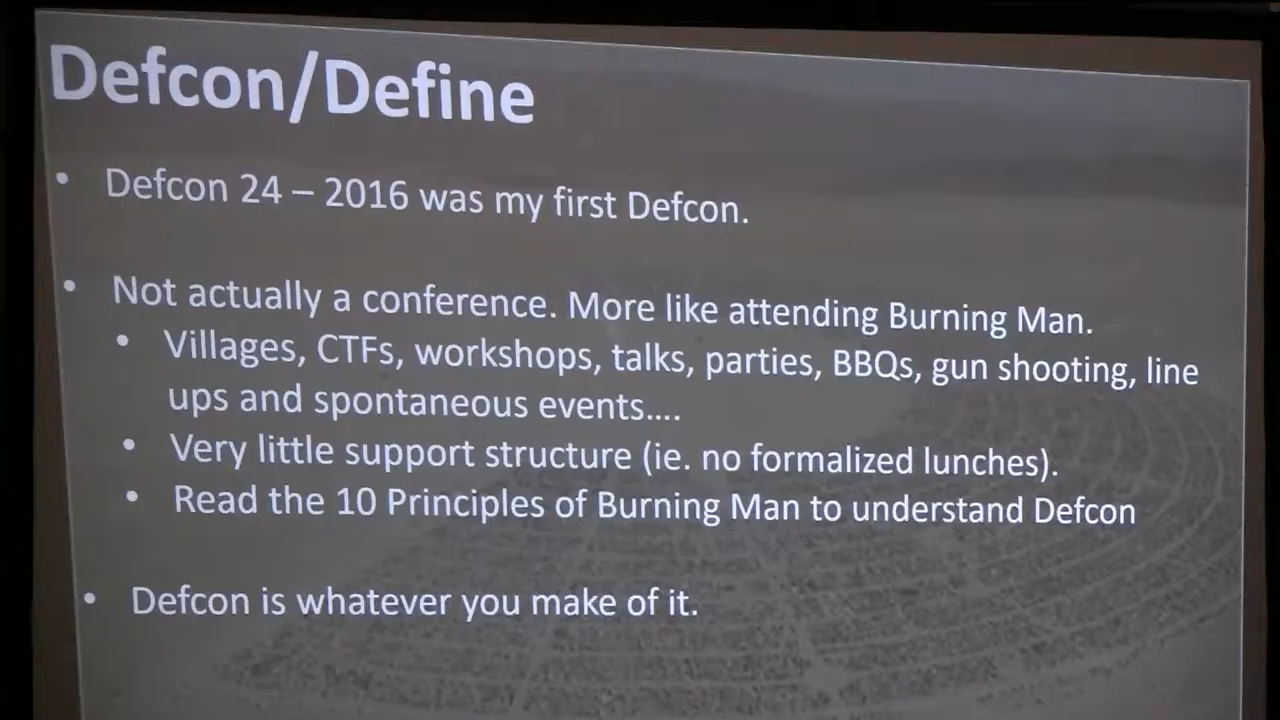 Defcon/Define
• Defcon 24 – 2016 was my first Defcon.
• Not actually a conference. More like attending Burning Man.
• Villages, CTFs, workshops, talks, parties, BBQs, gun shooting, line
ups and spontaneous events....
• Very little support structure (ie. no formalized lunches).
• Read the 10 Principles of Burning Man to understand Defcon
• Defcon is whatever you make of it.